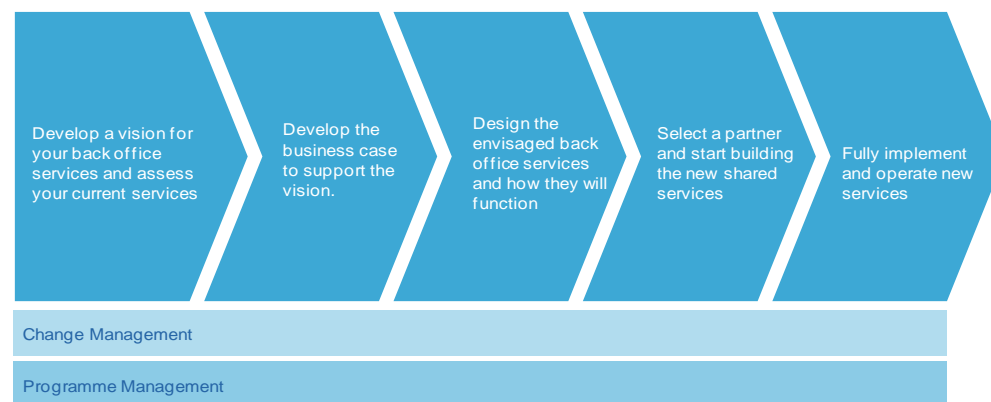 Develop a vision for
your back office
services and assess
your current services
Develop the
business case
to support the
vision.
Design the
envisaged back
office services
and how they will
function
Select a partner
and start building
the new shared
services
Fully implement
and operate new
services
Change Management
Programme Management